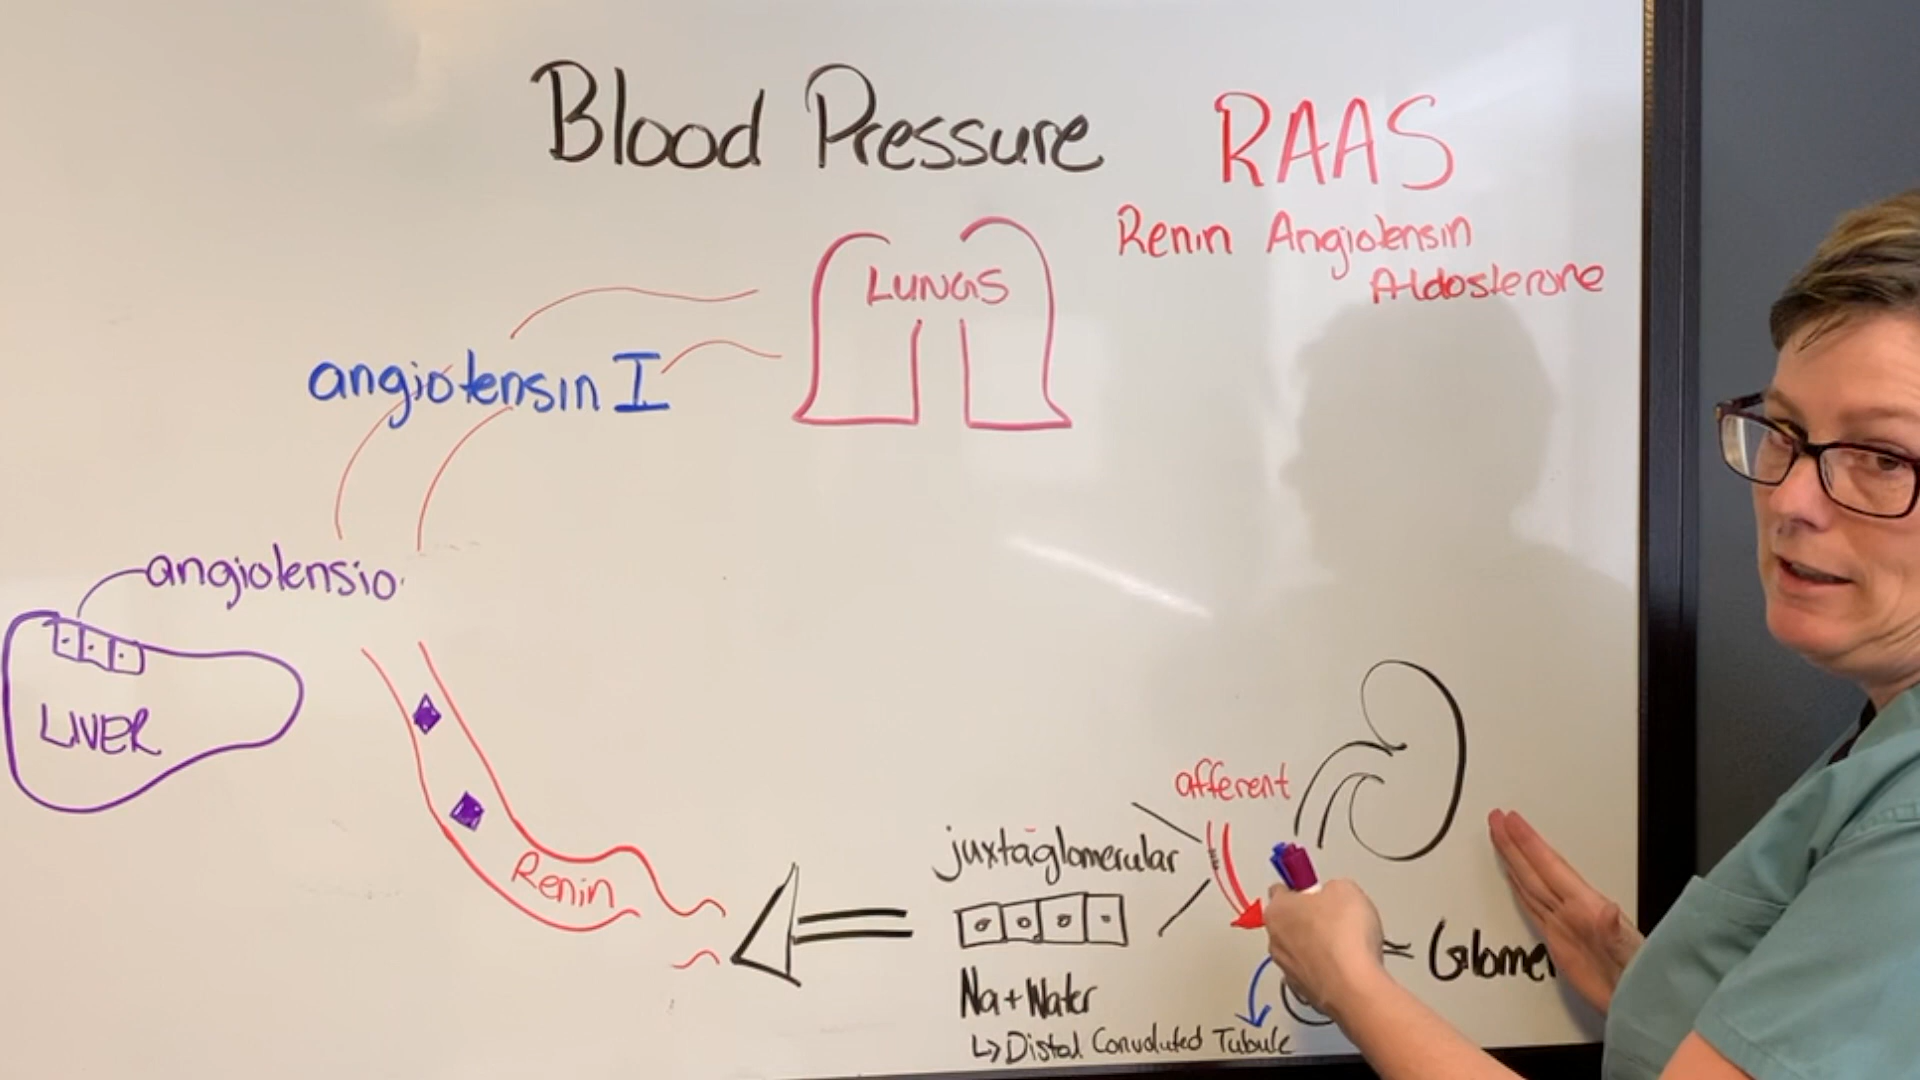 Blood Pressure
RAAS
Renin Angiotensin
Aldosterone
LUNGS
angiotensin I
angiotensio
LIVER
Renin
afferent
juxtaglomerular
Na + Water
↳ Distal Convoluted Tubule
Glomer